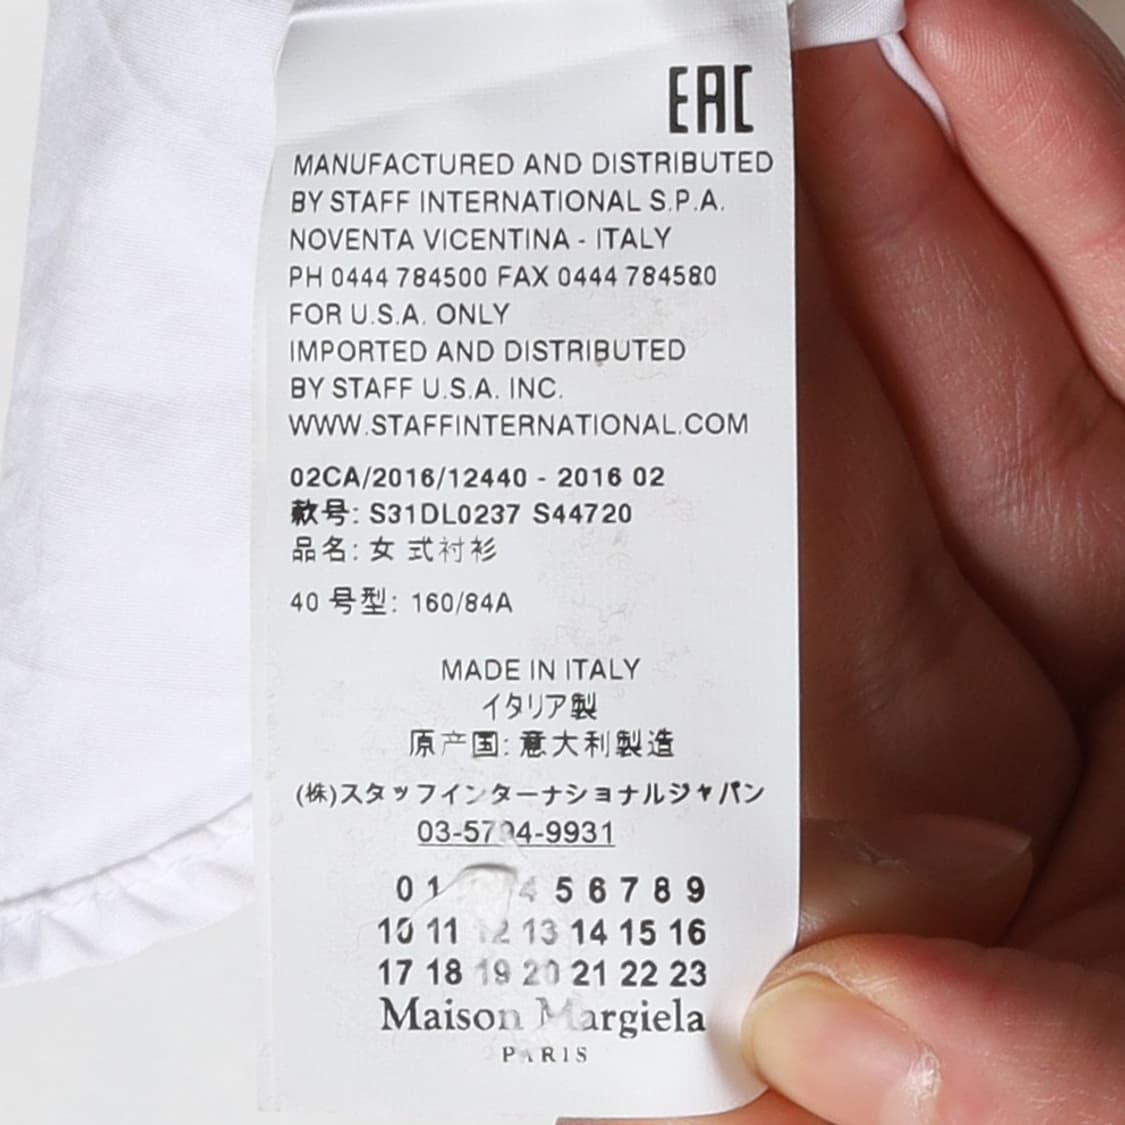 EAC
MANUFACTURED AND DISTRIBUTED
BY STAFF INTERNATIONAL S.P.A.
NOVENTA VICENTINA - ITALY
PH 0444 784500 FAX 0444 784580
FOR U.S.A. ONLY
IMPORTED AND DISTRIBUTED
BY STAFF U.S.A. INC.
WWW.STAFFINTERNATIONAL.COM
02CA/2016/12440 - 2016 02
款号: S31DL0237 S44720
品名: 女 式衬衫
40 号型: 160/84A
MADE IN ITALY
イタリア製
原产国: 意大利製造
(株)スタッフインターナショナルジャパン
03-5794-9931
0 1 4 5 6 7 8 9
10 11 12 13 14 15 16
17 18 19 20 21 22 23
Maison Margiela
PARIS